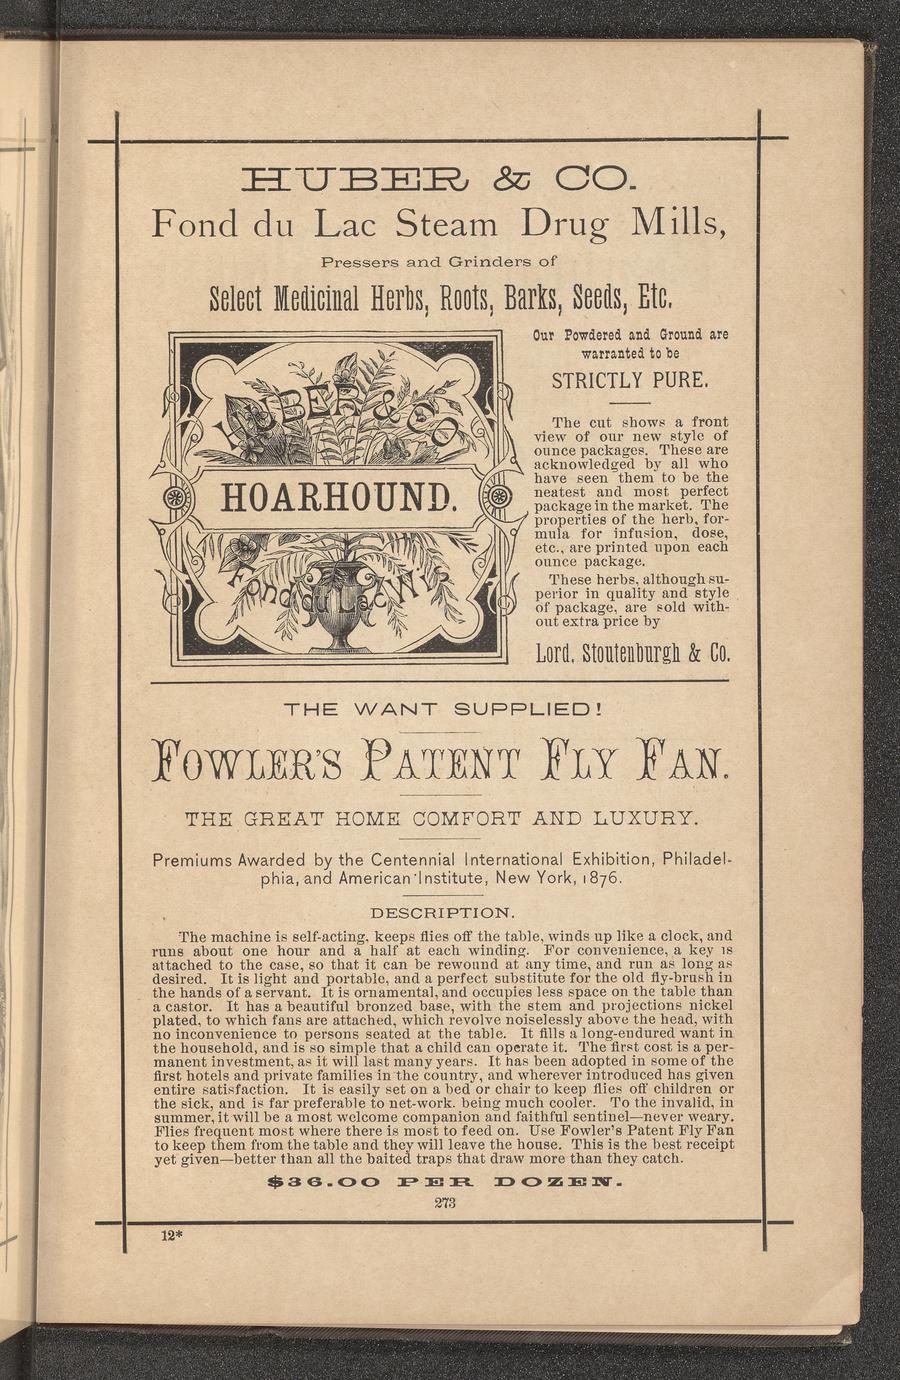 HUBER & CO.
Fond du Lac Steam Drug Mills,
Pressers and Grinders of
Select Medicinal Herbs, Roots, Barks, Seeds, Etc.
HUBER & CO
HOARHOUND.
Fond du Lac Wis
Our Powdered and Ground are
warranted to be
STRICTLY PURE.
The cut shows a front
view of our new style of
ounce packages. These are
acknowledged by all who
have seen them to be the
neatest and most perfect
package in the market. The
properties of the herb, for-
mula for infusion, dose,
etc., are printed upon each
ounce package.
These herbs, although su-
perior in quality and style
of package, are sold with-
out extra price by
Lord, Stoutenburgh & Co.
THE WANT SUPPLIED!
FOWLER'S PATENT FLY FAN.
THE GREAT HOME COMFORT AND LUXURY.
Premiums Awarded by the Centennial International Exhibition, Philadel-
phia, and American Institute, New York, 1876.
DESCRIPTION.
The machine is self-acting, keeps flies off the table, winds up like a clock, and
runs about one hour and a half at each winding. For convenience, a key is
attached to the case, so that it can be rewound at any time, and run as long as
desired. It is light and portable, and a perfect substitute for the old fly-brush in
the hands of a servant. It is ornamental, and occupies less space on the table than
a castor. It has a beautiful bronzed base, with the stem and projections nickel
plated, to which fans are attached, which revolve noiselessly above the head, with
no inconvenience to persons seated at the table. It fills a long-endured want in
the household, and is so simple that a child can operate it. The first cost is a per-
manent investment, as it will last many years. It has been adopted in some of the
first hotels and private families in the country, and wherever introduced has given
entire satisfaction. It is easily set on a bed or chair to keep flies off children or
the sick, and is far preferable to net-work. being much cooler. To the invalid, in
summer, it will be a most welcome companion and faithful sentinel—never weary.
Flies frequent most where there is most to feed on. Use Fowler's Patent Fly Fan
to keep them from the table and they will leave the house. This is the best receipt
yet given—better than all the baited traps that draw more than they catch.
$36.00 PER DOZEN.
273
12*